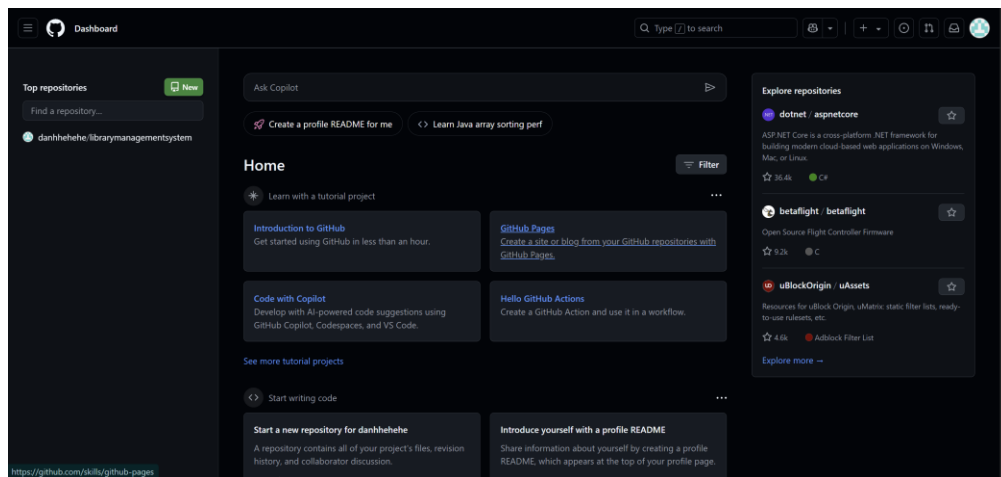 Dashboard
Type / to search
Top repositories
New
Find a repository...
danhhehehe/librarymanagementsystem
Ask Copilot
Create a profile README for me
Learn Java array sorting perf
Home
Filter
Learn with a tutorial project
Introduction to GitHub
Get started using GitHub in less than an hour.
GitHub Pages
Create a site or blog from your GitHub repositories with
GitHub Pages.
Code with Copilot
Develop with AI-powered code suggestions using
GitHub Copilot, Codespaces, and VS Code.
Hello GitHub Actions
Create a GitHub Action and use it in a workflow.
See more tutorial projects
Start writing code
Start a new repository for danhhehehe
A repository contains all of your project's files, revision
history, and collaborator discussion.
Introduce yourself with a profile README
Share information about yourself by creating a profile
README, which appears at the top of your profile page.
Explore repositories
dotnet / aspnetcore
ASP.NET Core is a cross-platform .NET framework for
building modern cloud-based web applications on Windows,
Mac, or Linux.
36.4k C#
betaflight / betaflight
Open Source Flight Controller Firmware
9.2k C
uBlockOrigin / uAssets
Resources for uBlock Origin, uMatrix: static filter lists, ready-
to-use rulesets, etc.
4.6k Adblock Filter List
Explore more →
https://github.com/skills/github-pages